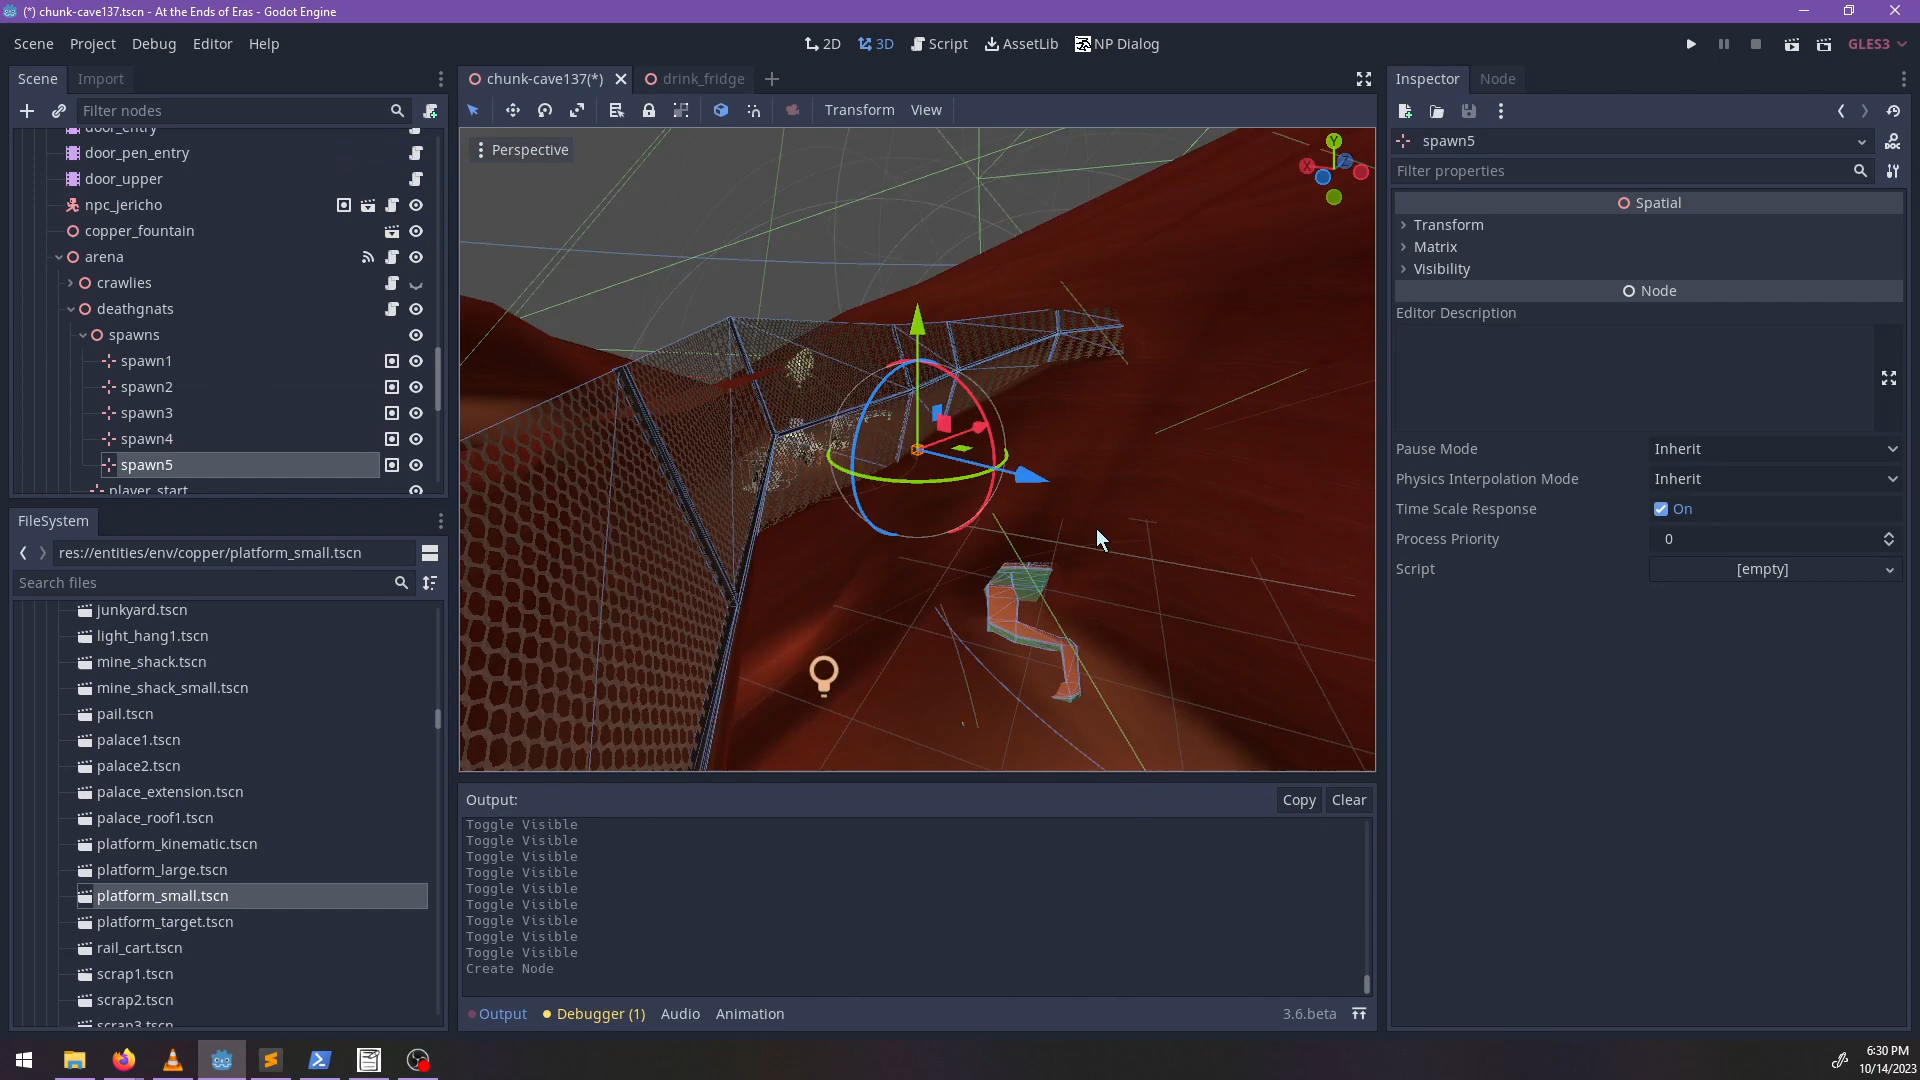 (*) chunk-cave137.tscn - At the Ends of Eras - Godot Engine
Scene Project Debug Editor Help
2D 3D Script AssetLib NP Dialog
GLES3
Scene Import
Filter nodes
door_entry
door_pen_entry
door_upper
npc_jericho
copper_fountain
arena
crawlies
deathgnats
spawns
spawn1
spawn2
spawn3
spawn4
spawn5
player_start
FileSystem
res://entities/env/copper/platform_small.tscn
Search files
junkyard.tscn
light_hang1.tscn
mine_shack.tscn
mine_shack_small.tscn
pail.tscn
palace1.tscn
palace2.tscn
palace_extension.tscn
palace_roof1.tscn
platform_kinematic.tscn
platform_large.tscn
platform_small.tscn
platform_target.tscn
rail_cart.tscn
scrap1.tscn
scrap2.tscn
scrap3.tscn
chunk-cave137(*) drink_fridge
Transform View
Perspective
Y
X
Z
Output:
Copy Clear
Toggle Visible
Toggle Visible
Toggle Visible
Toggle Visible
Toggle Visible
Toggle Visible
Toggle Visible
Toggle Visible
Toggle Visible
Create Node
Output Debugger (1) Audio Animation
3.6.beta
Inspector Node
spawn5
Filter properties
Spatial
Transform
Matrix
Visibility
Node
Editor Description
Pause Mode Inherit
Physics Interpolation Mode Inherit
Time Scale Response On
Process Priority 0
Script [empty]
6:30 PM
10/14/2023